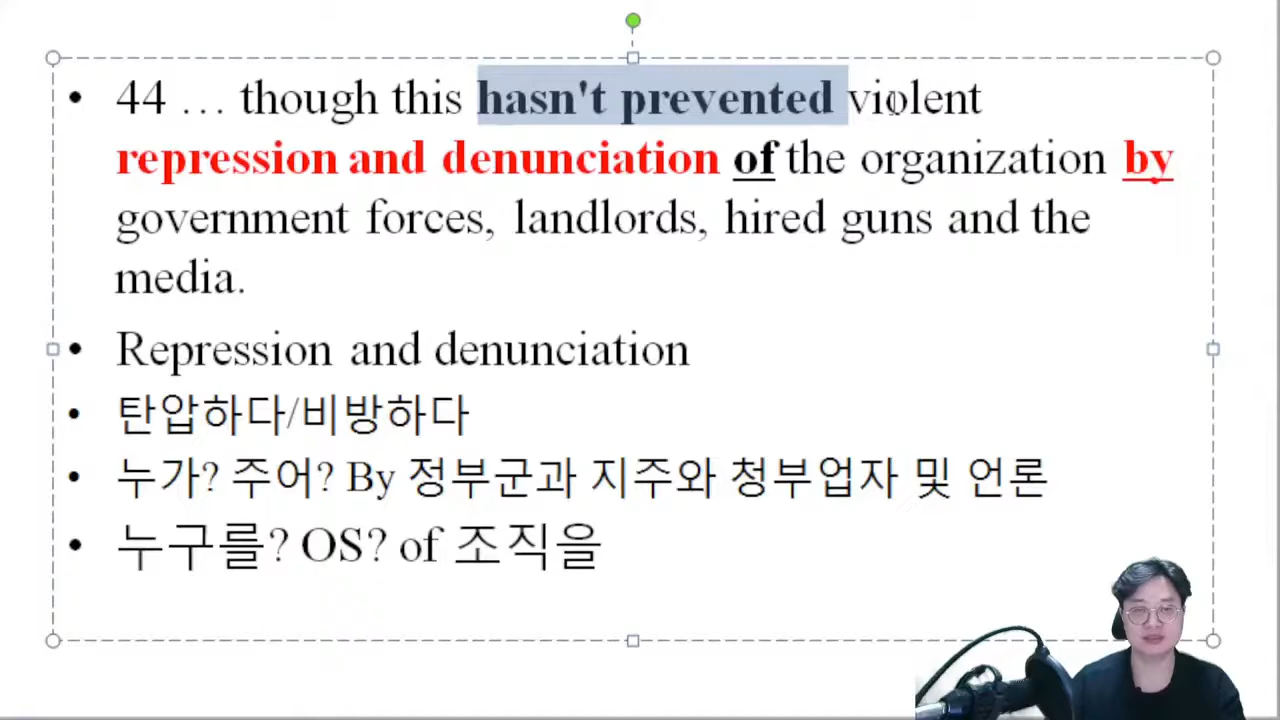 • 44 … though this hasn't prevented violent
repression and denunciation of the organization by
government forces, landlords, hired guns and the
media.
• Repression and denunciation
• 탄압하다/비방하다
• 누가? 주어? By 정부군과 지주와 청부업자 및 언론
• 누구를? OS? of 조직을